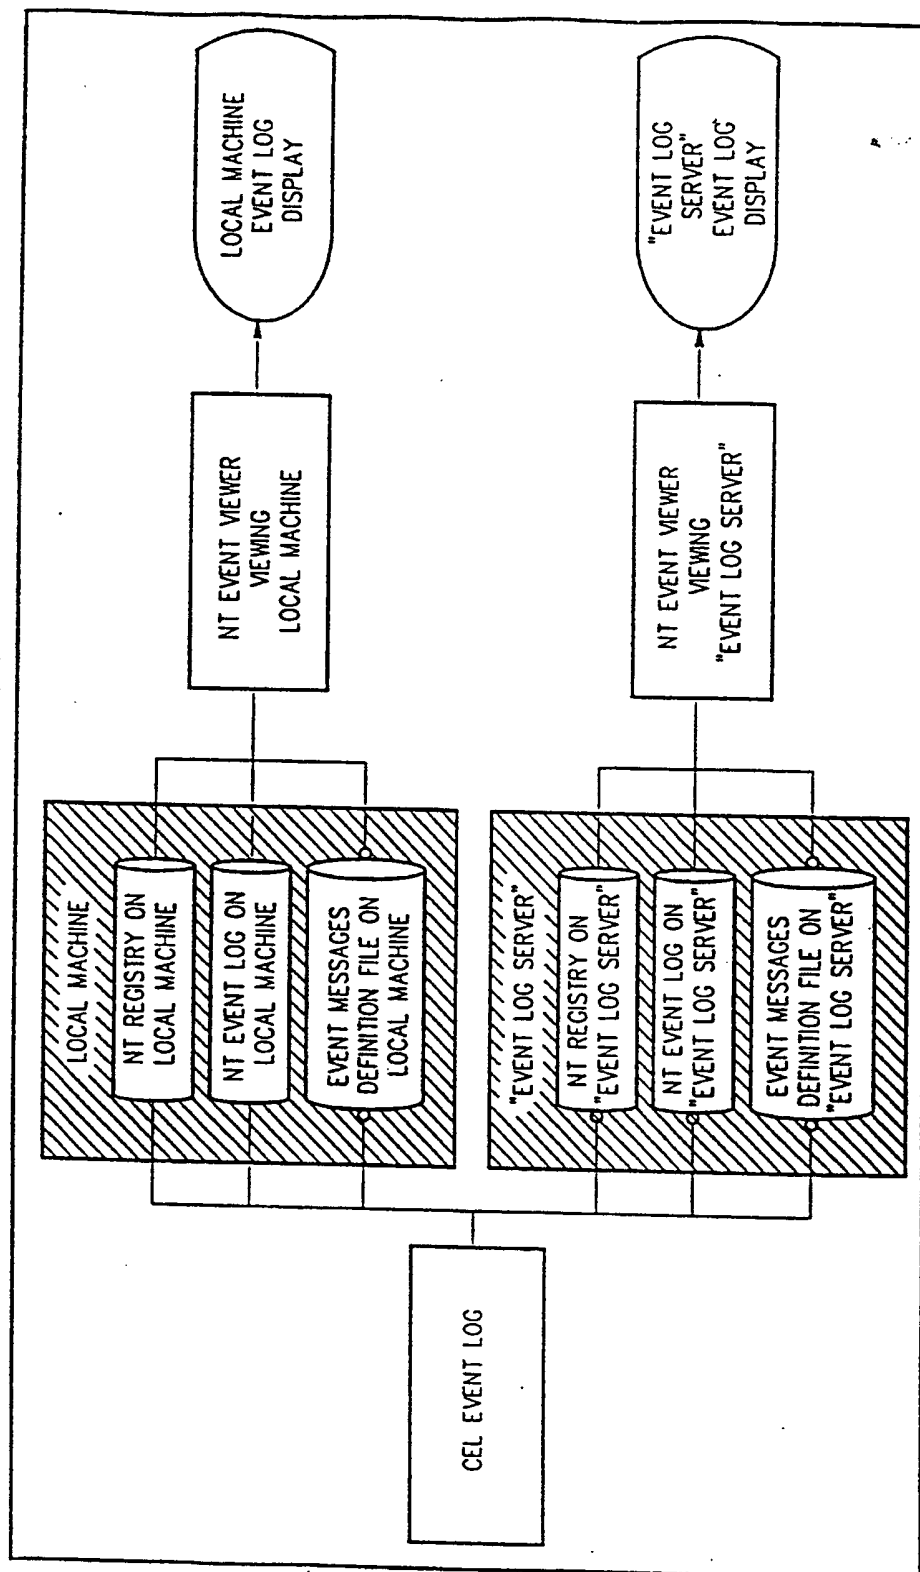 CEL EVENT LOG
LOCAL MACHINE
NT REGISTRY ON
LOCAL MACHINE
NT EVENT LOG ON
LOCAL MACHINE
EVENT MESSAGES
DEFINITION FILE ON
LOCAL MACHINE
NT EVENT VIEWER
VIEWING
LOCAL MACHINE
LOCAL MACHINE
EVENT LOG
DISPLAY
"EVENT LOG SERVER"
NT REGISTRY ON
"EVENT LOG SERVER"
NT EVENT LOG ON
"EVENT LOG SERVER"
EVENT MESSAGES
DEFINITION FILE ON
"EVENT LOG SERVER"
NT EVENT VIEWER
VIEWING
"EVENT LOG SERVER"
"EVENT LOG
SERVER"
EVENT LOG
DISPLAY